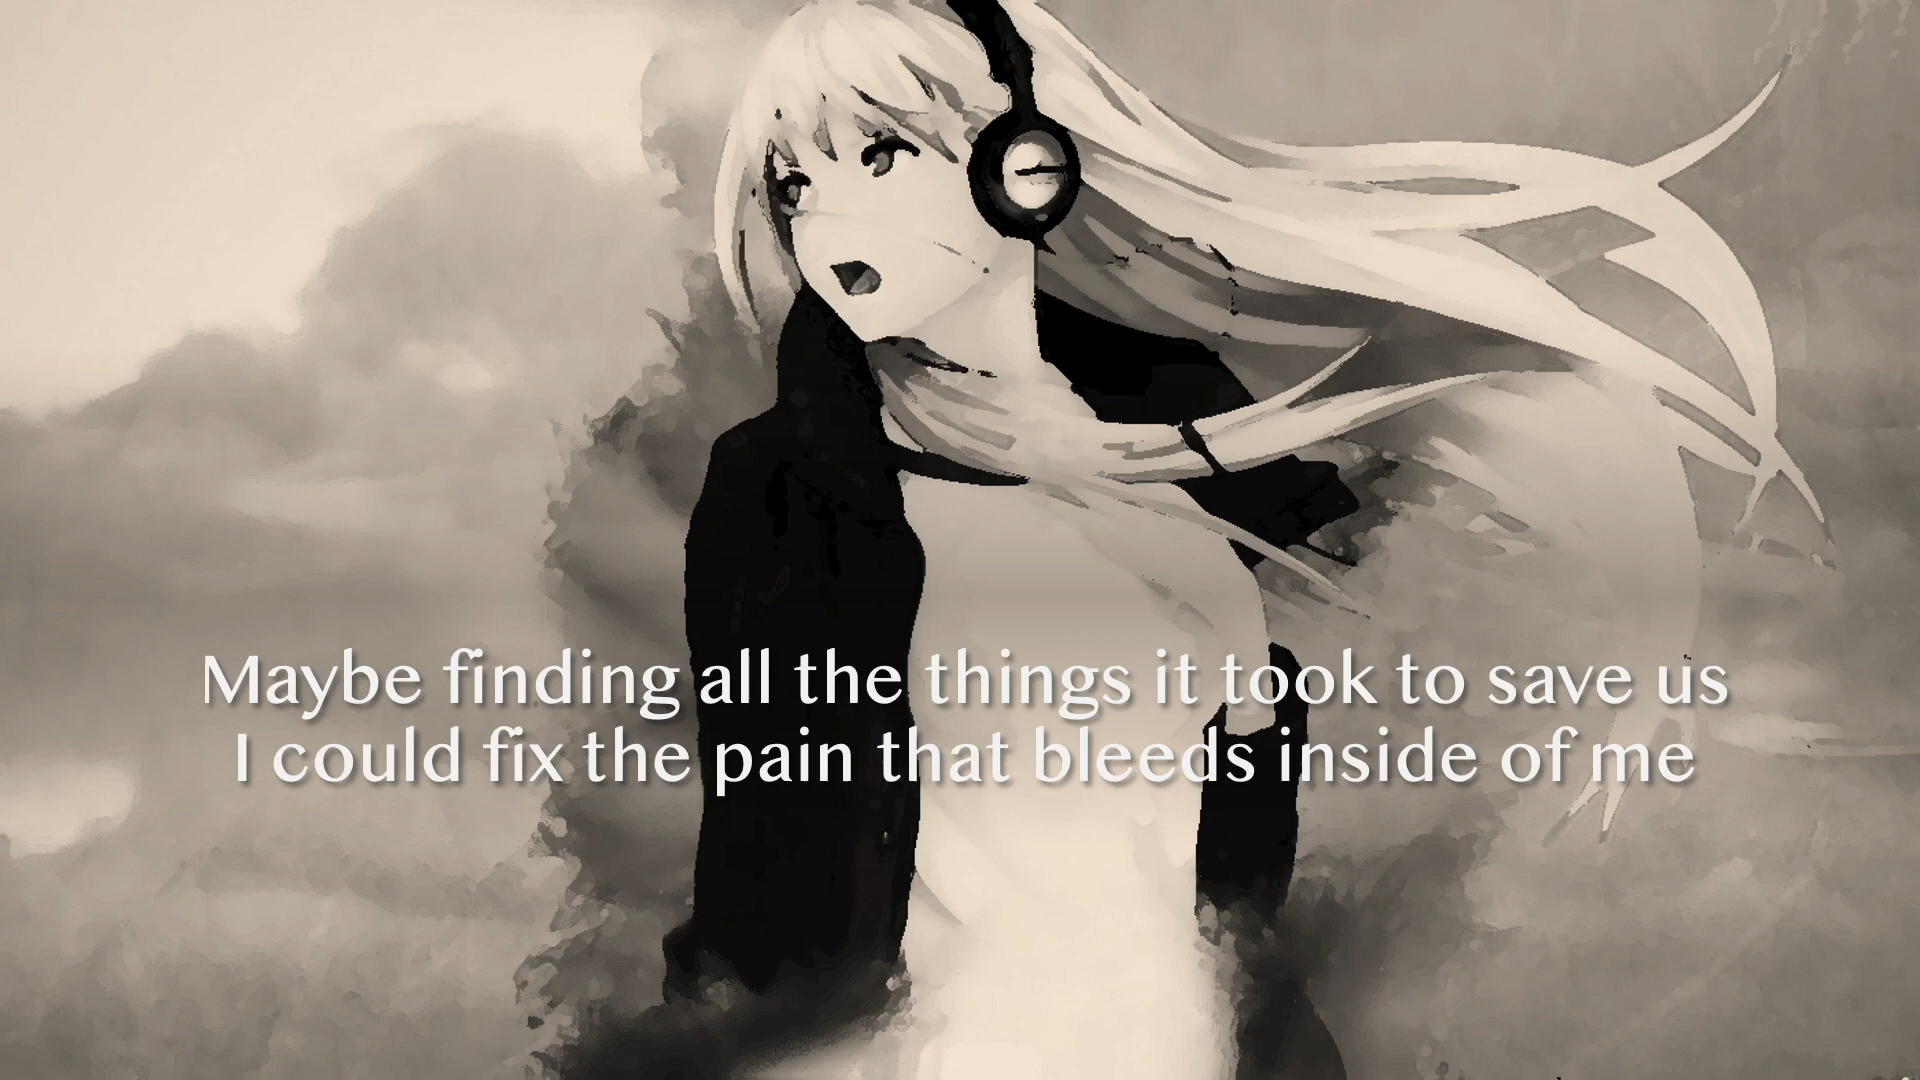 Maybe finding all the things it took to save us
I could fix the pain that bleeds inside of me